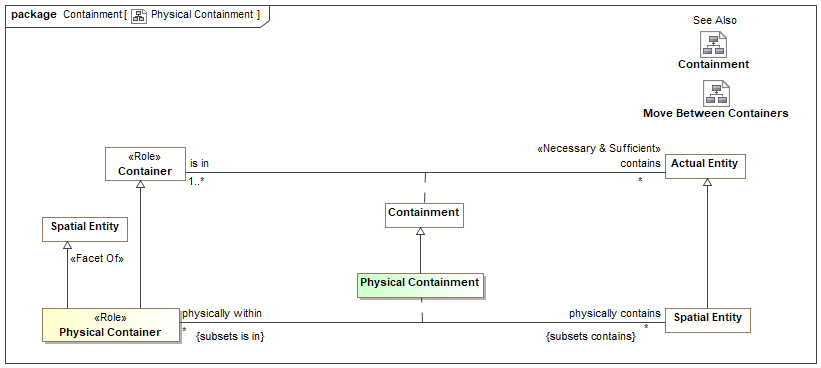 package Containment [ Physical Containment ]
See Also
Containment
Move Between Containers
«Role»
Container
is in
1..*
«Necessary & Sufficient»
contains
*
Actual Entity
Containment
Spatial Entity
«Facet Of»
Physical Containment
«Role»
Physical Container
physically within
*
{subsets is in}
physically contains
*
{subsets contains}
Spatial Entity